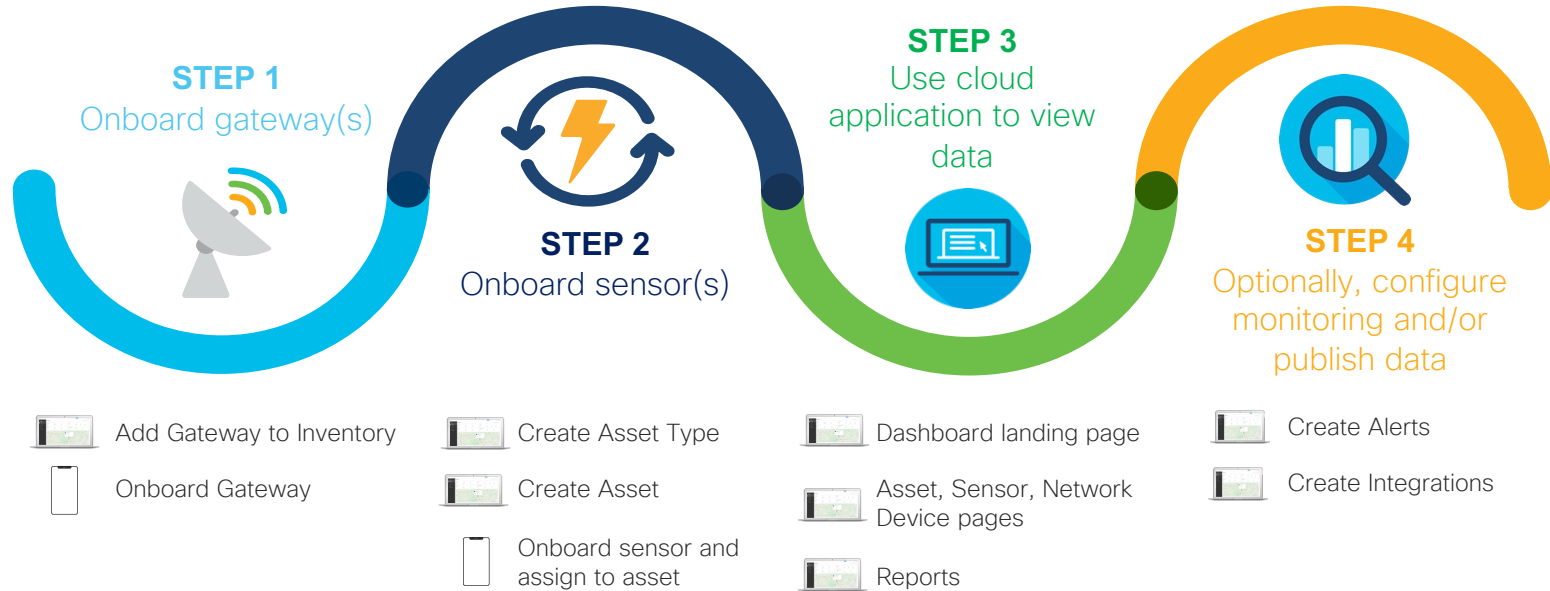 STEP 1
Onboard gateway(s)
STEP 2
Onboard sensor(s)
STEP 3
Use cloud
application to view
data
STEP 4
Optionally, configure
monitoring and/or
publish data
Add Gateway to Inventory
Onboard Gateway
Create Asset Type
Create Asset
Onboard sensor and
assign to asset
Dashboard landing page
Asset, Sensor, Network
Device pages
Reports
Create Alerts
Create Integrations